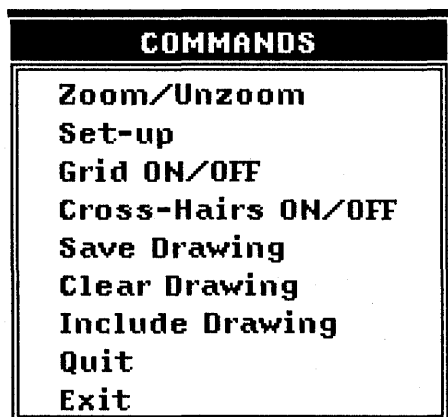 COMMANDS
Zoom/Unzoom
Set-up
Grid ON/OFF
Cross-Hairs ON/OFF
Save Drawing
Clear Drawing
Include Drawing
Quit
Exit